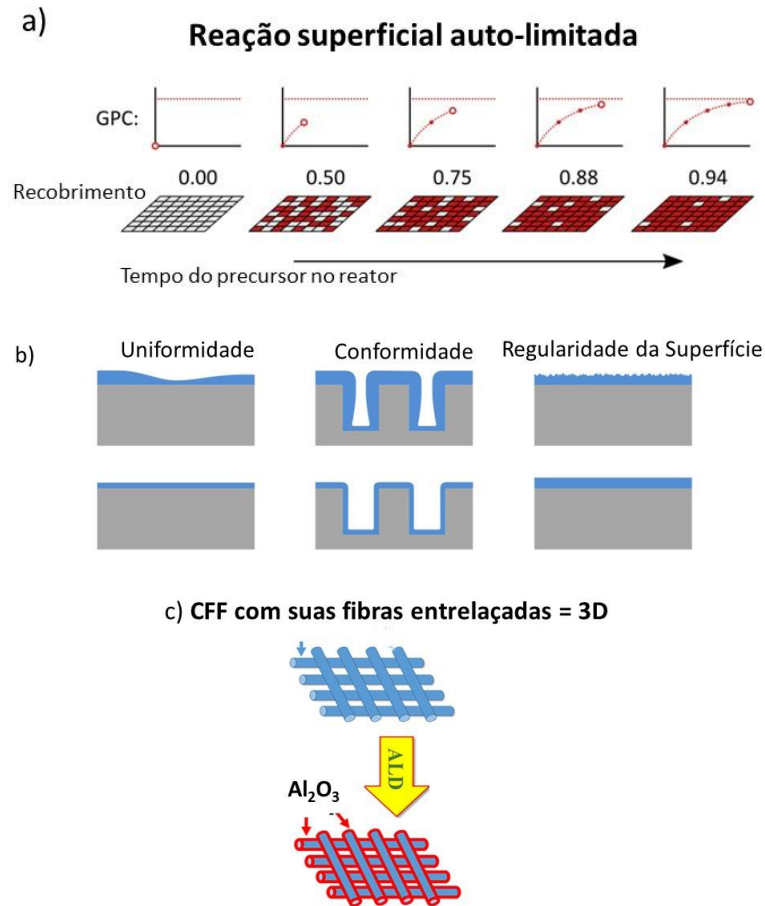 a)
Reação superficial auto-limitada
GPC:
Recobrimento
0.00 0.50 0.75 0.88 0.94
Tempo do precursor no reator
b)
Uniformidade Conformidade Regularidade da Superfície
c) CFF com suas fibras entrelaçadas = 3D
ALD
Al₂O₃